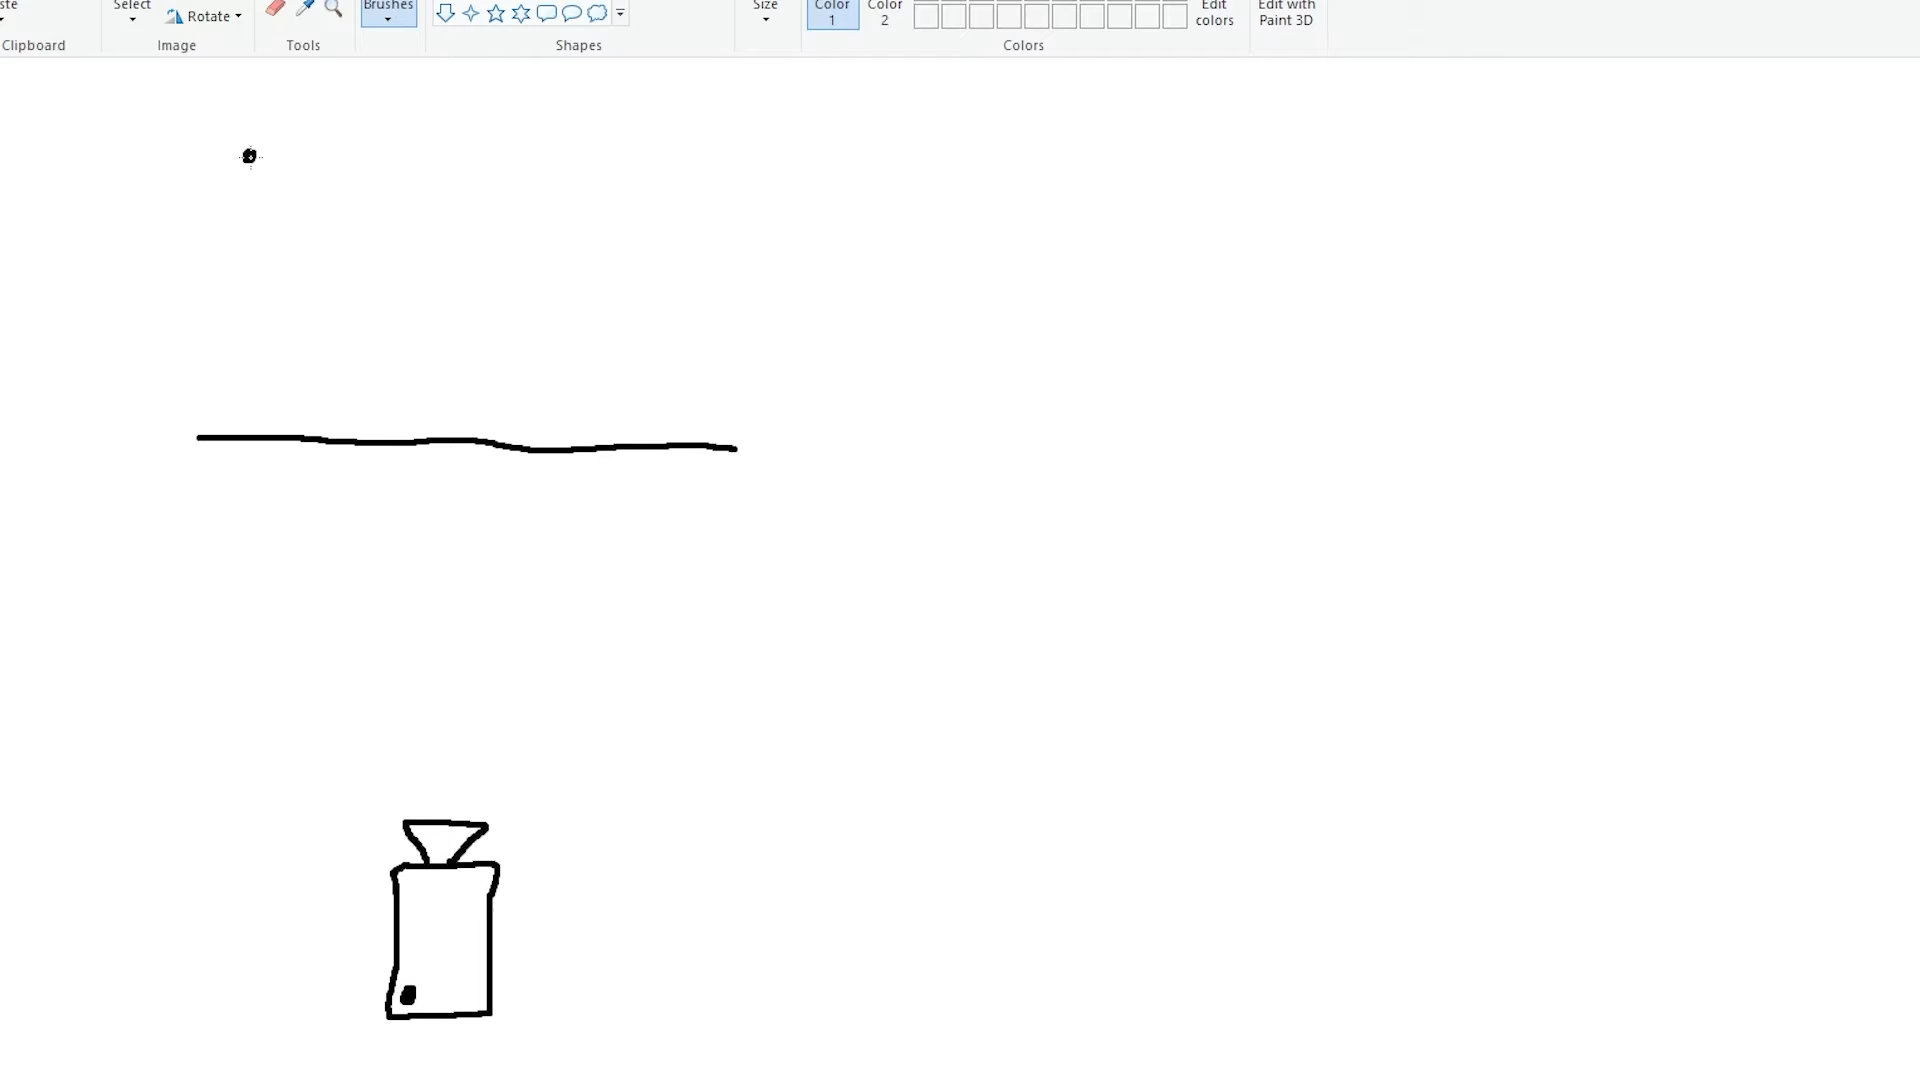 Select
Rotate
Brushes
Size
Color
1
Color
2
Edit
colors
Edit with
Paint 3D
Clipboard
Image
Tools
Shapes
Colors